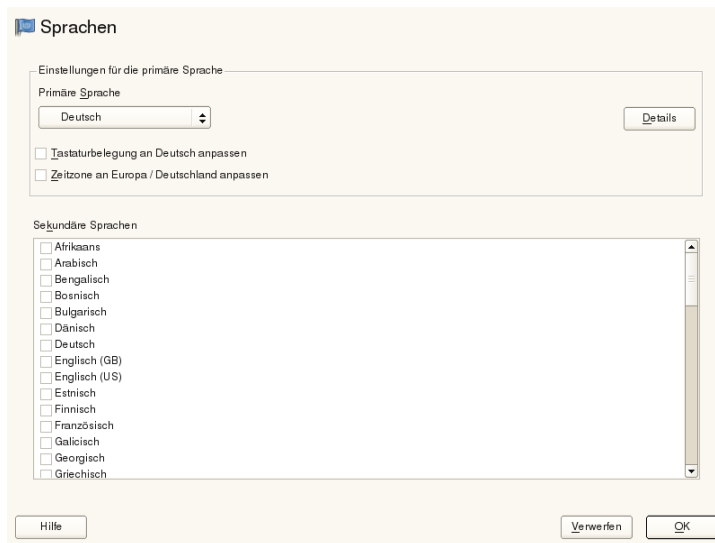 Sprachen
Einstellungen für die primäre Sprache
Primäre Sprache
Deutsch
Details
Tastaturbelegung an Deutsch anpassen
Zeitzone an Europa / Deutschland anpassen
Sekundäre Sprachen
Afrikaans
Arabisch
Bengalisch
Bosnisch
Bulgarisch
Dänisch
Deutsch
Englisch (GB)
Englisch (US)
Estnisch
Finnisch
Französisch
Galicisch
Georgisch
Griechisch
Hilfe
Verwerfen
OK